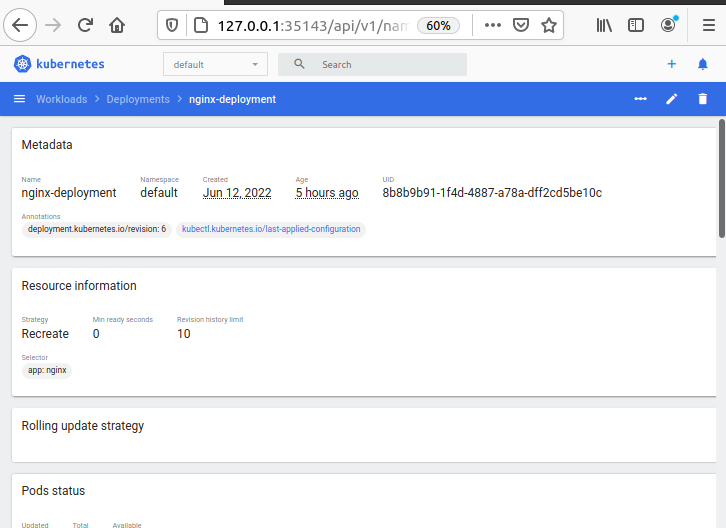 127.0.0.1:35143/api/v1/nam 60%
kubernetes default Search
Workloads Deployments nginx-deployment
Metadata
Name Namespace Created Age UID
nginx-deployment default Jun 12, 2022 5 hours ago 8b8b9b91-1f4d-4887-a78a-dff2cd5be10c
Annotations
deployment.kubernetes.io/revision: 6 kubectl.kubernetes.io/last-applied-configuration
Resource information
Strategy Min ready seconds Revision history limit
Recreate 0 10
Selector
app: nginx
Rolling update strategy
Pods status
Updated Total Available